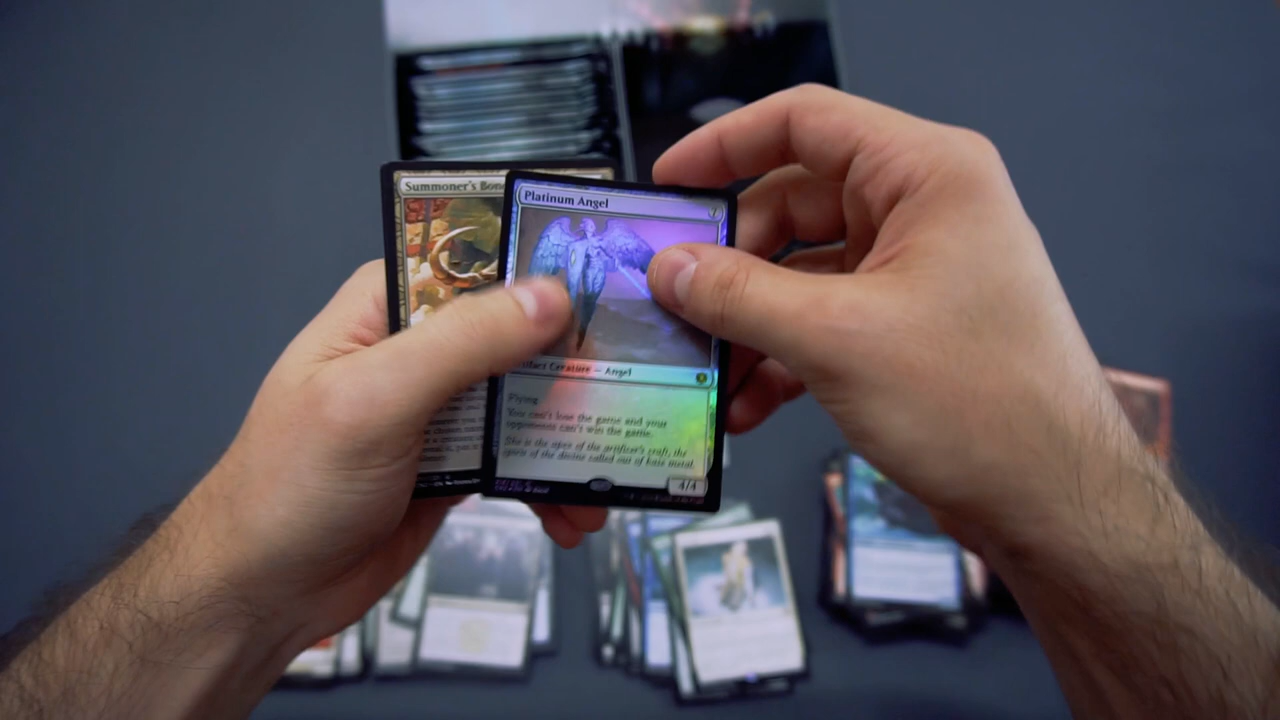 Summoner's Bon
Platinum Angel
7
Artifact Creature — Angel
Flying
You can't lose the game and your
opponents can't win the game.
She is the apex of the artificer's craft, the
spirit of the divine called out of base metal.
4/4